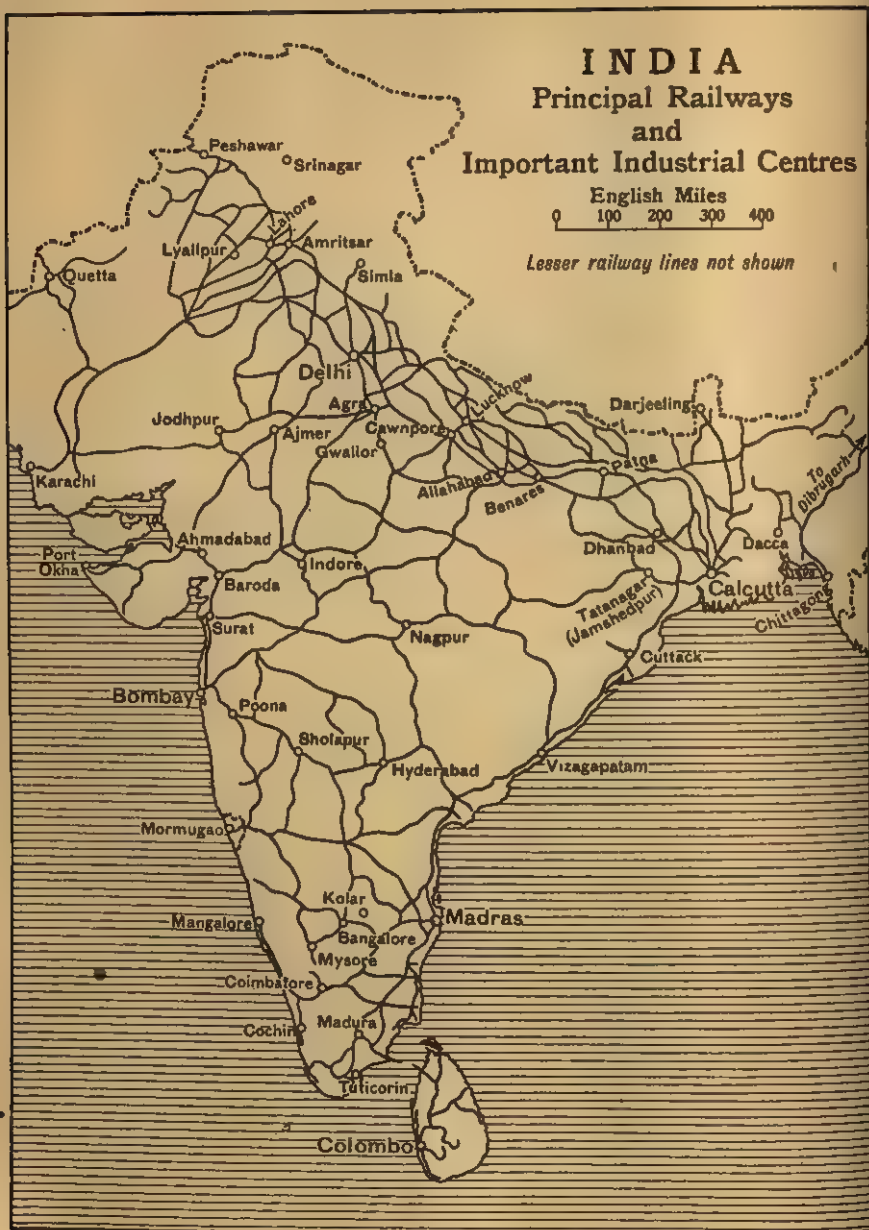 INDIA
Principal Railways
and
Important Industrial Centres
English Miles
0 100 200 300 400
Lesser railway lines not shown
Peshawar
Srinagar
Lahore
Lyallpur
Amritsar
Quetta
Simla
Delhi
Lucknow
Agra
Darjeeling
Jodhpur
Ajmer
Cawnpore
Gwalior
Patna
Karachi
Allahabad
Benares
To
Dibrugarh
Ahmadabad
Dhanbad
Dacca
Port
Okha
Indore
Baroda
Calcutta
Tatanagar
(Jamshedpur)
Chittagong
Surat
Nagpur
Cuttack
Bombay
Poona
Sholapur
Hyderabad
Vizagapatam
Mormugao
Kolar
Mangalore
Madras
Bangalore
Mysore
Coimbatore
Cochin
Madura
Tuticorin
Colombo